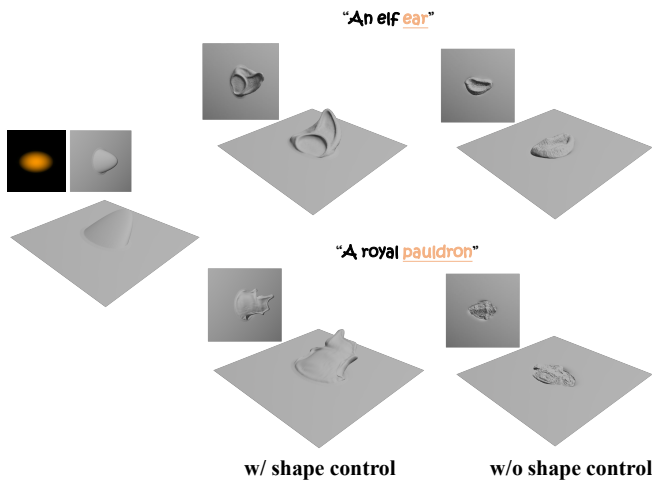 “An elf ear”
“A royal pauldron”
w/ shape control
w/o shape control